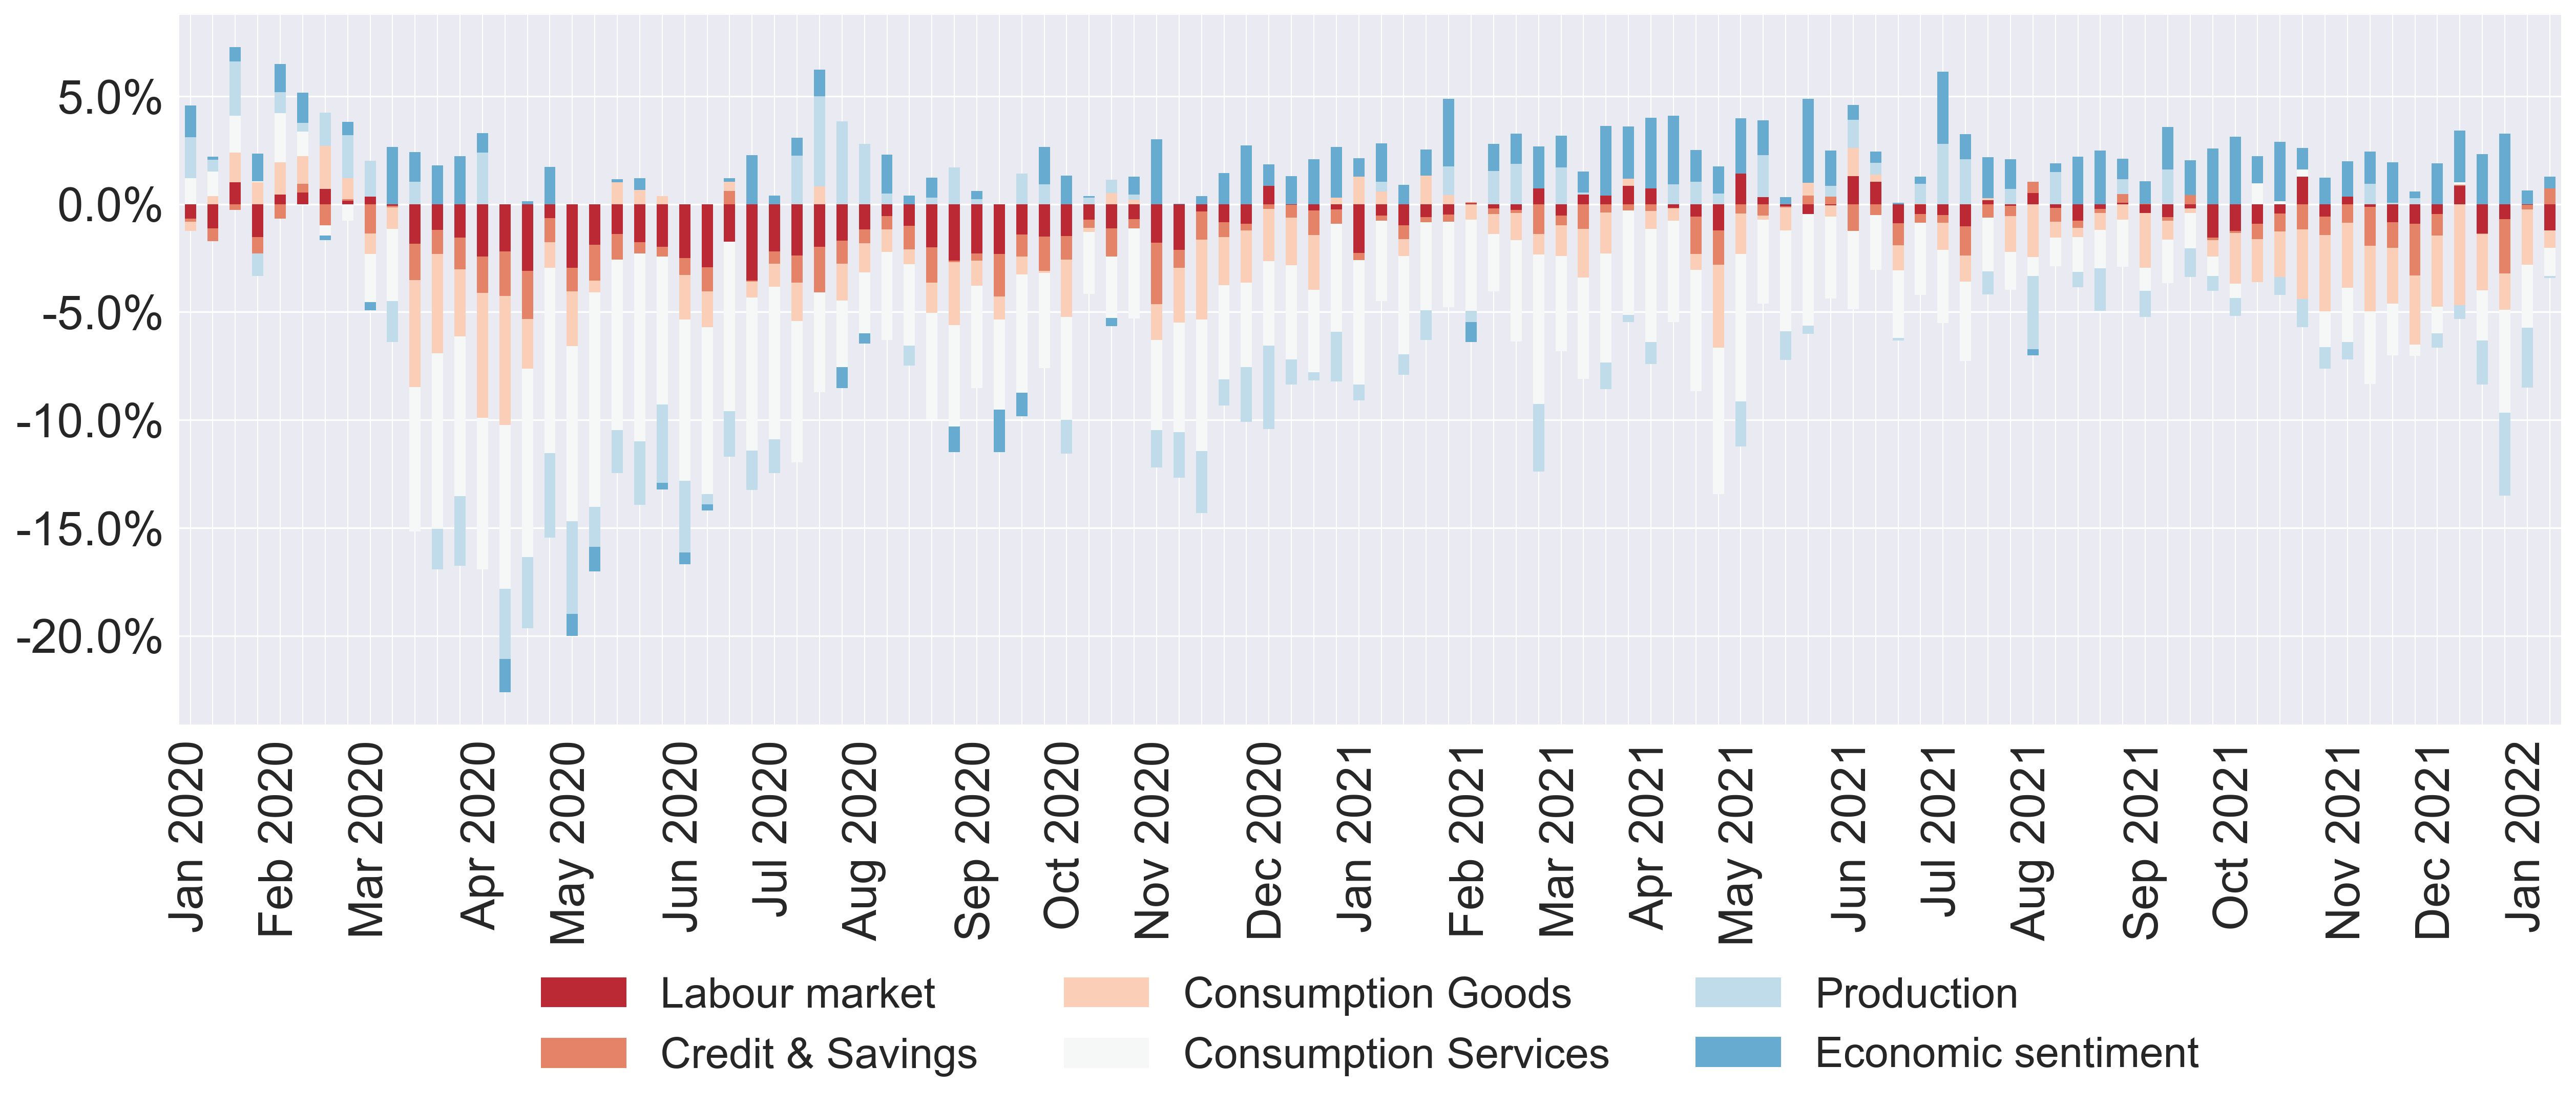 5.0%
0.0%
-5.0%
-10.0%
-15.0%
-20.0%
Jan 2020
Feb 2020
Mar 2020
Apr 2020
May 2020
Jun 2020
Jul 2020
Aug 2020
Sep 2020
Oct 2020
Nov 2020
Dec 2020
Jan 2021
Feb 2021
Mar 2021
Apr 2021
May 2021
Jun 2021
Jul 2021
Aug 2021
Sep 2021
Oct 2021
Nov 2021
Dec 2021
Jan 2022
Labour market
Credit & Savings
Consumption Goods
Consumption Services
Production
Economic sentiment